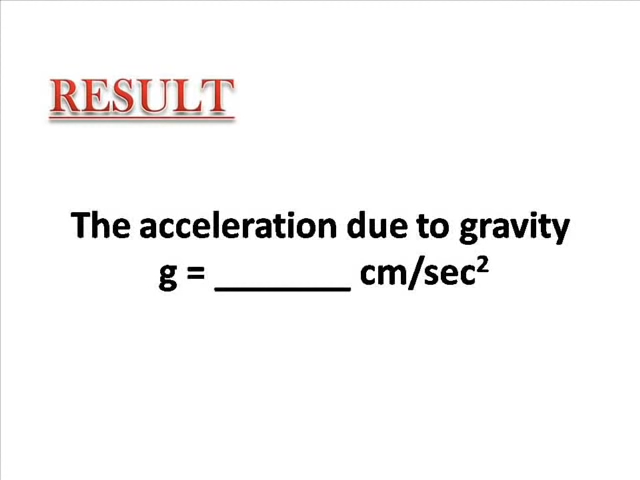 RESULT
The acceleration due to gravity
g = _______ cm/sec²